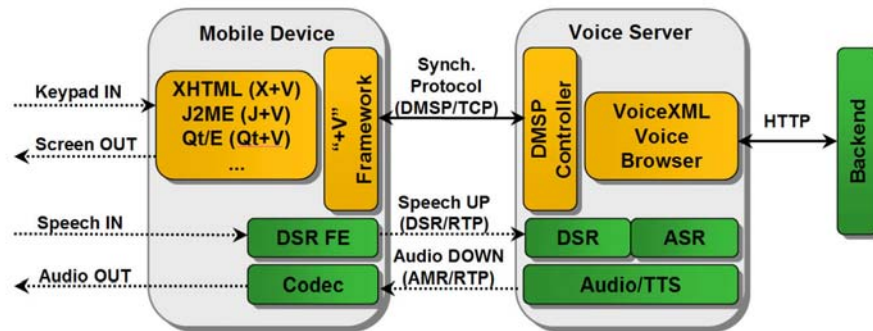 Mobile Device
Voice Server
Keypad IN
Screen OUT
Speech IN
Audio OUT
XHTML (X+V)
J2ME (J+V)
Qt/E (Qt+V)
...
“+V”
Framework
DSR FE
Codec
Synch.
Protocol
(DMSP/TCP)
Speech UP
(DSR/RTP)
Audio DOWN
(AMR/RTP)
DMSP
Controller
VoiceXML
Voice
Browser
DSR
ASR
Audio/TTS
HTTP
Backend